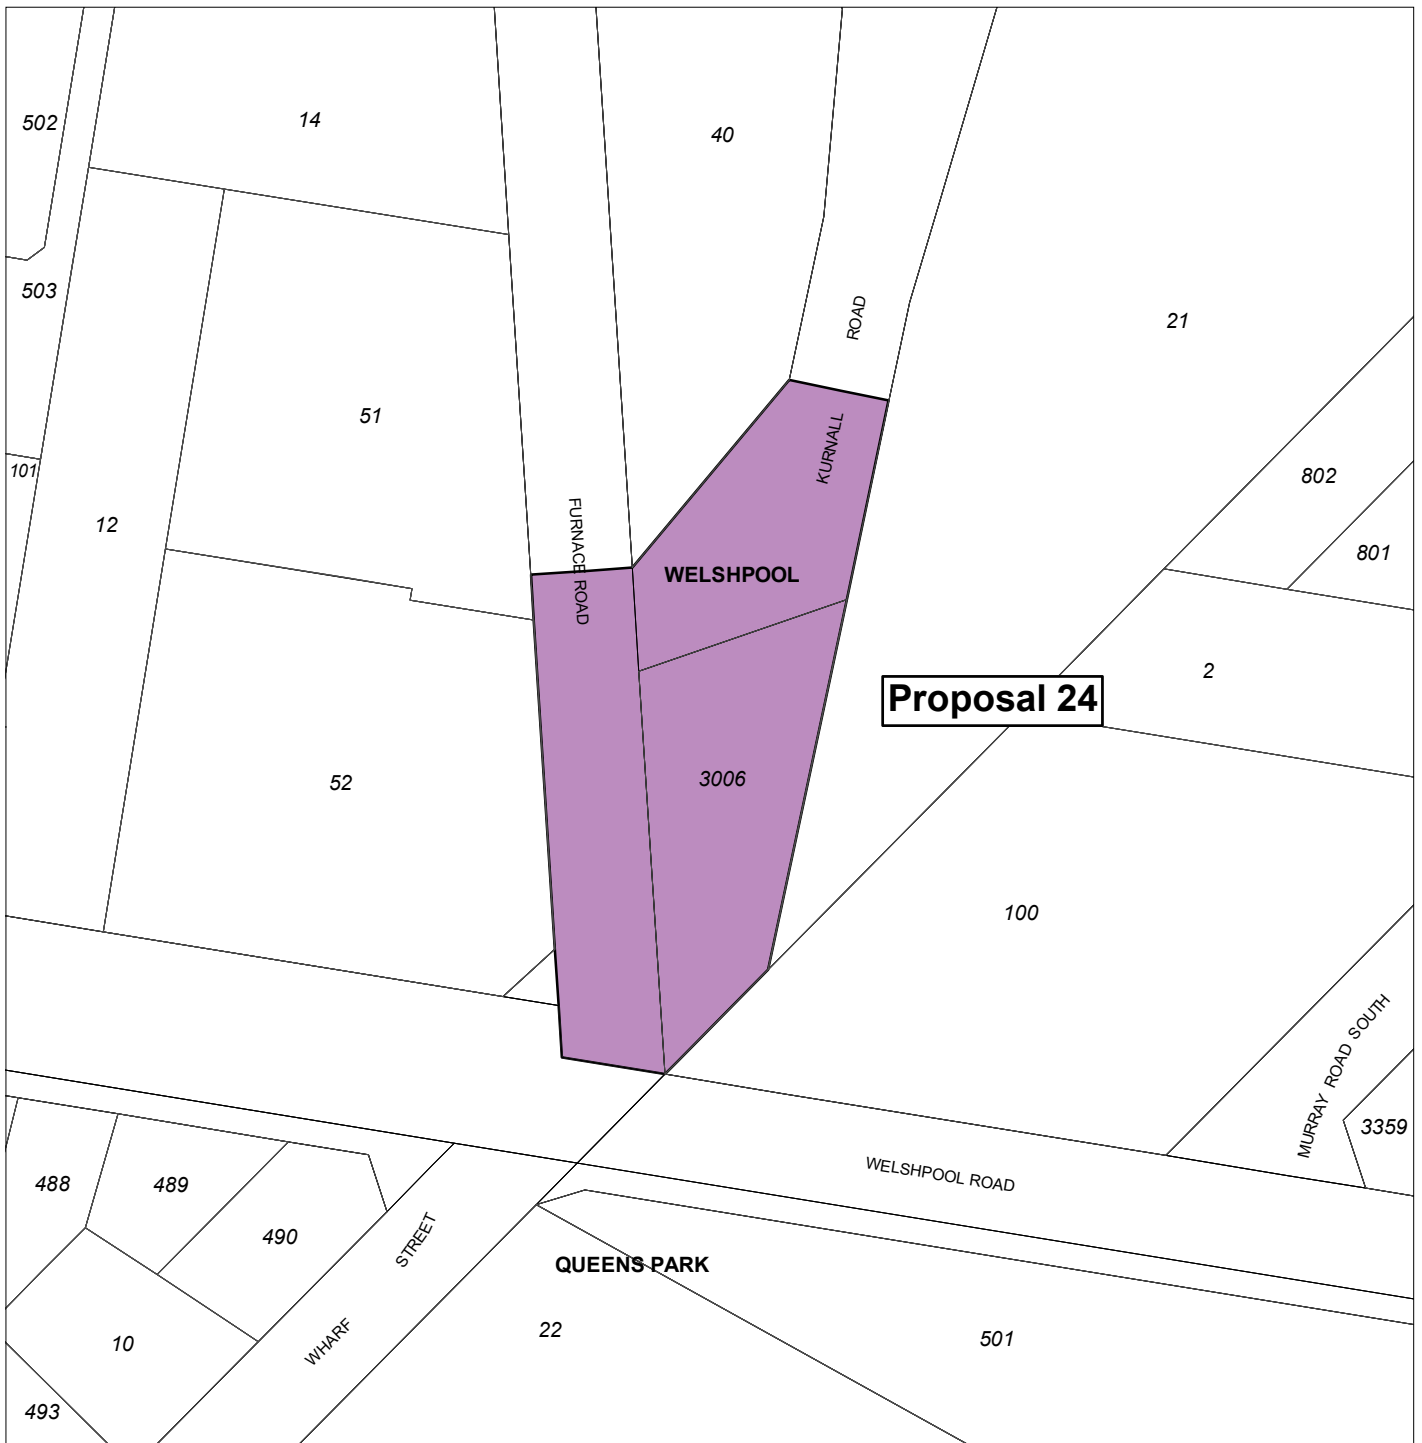 502
14
40
503
ROAD
21
51
KURNALL
101
802
12
FURNACE ROAD
801
WELSHPOOL
2
Proposal 24
52
3006
100
MURRAY ROAD SOUTH
3359
488
489
WELSHPOOL ROAD
490
STREET
QUEENS PARK
10
WHARF
22
501
493